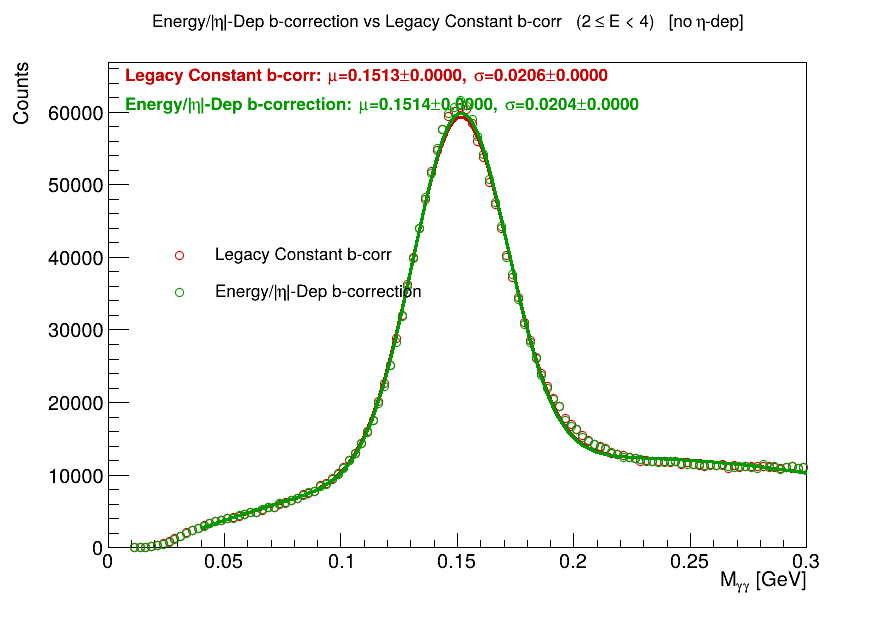 Energy/|η|-Dep b-correction vs Legacy Constant b-corr (2 ≤ E < 4) [no η-dep]
Counts
Legacy Constant b-corr: μ=0.1513±0.0000, σ=0.0206±0.0000
Energy/|η|-Dep b-correction: μ=0.1514±0.0000, σ=0.0204±0.0000
60000
50000
40000
30000
20000
10000
0
Legacy Constant b-corr
Energy/|η|-Dep b-correction
0 0.05 0.1 0.15 0.2 0.25 0.3
Mγγ [GeV]